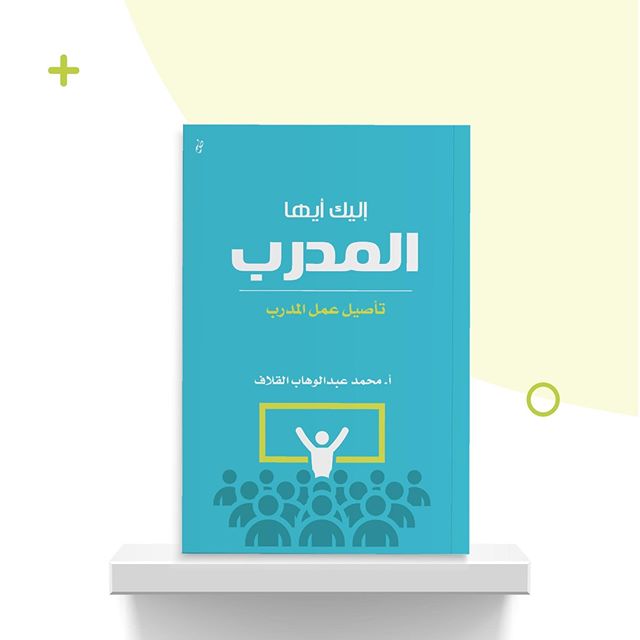 إليك أيها
المدرب
تأصيل عمل المدرب
أ. محمد عبدالوهاب القلاف